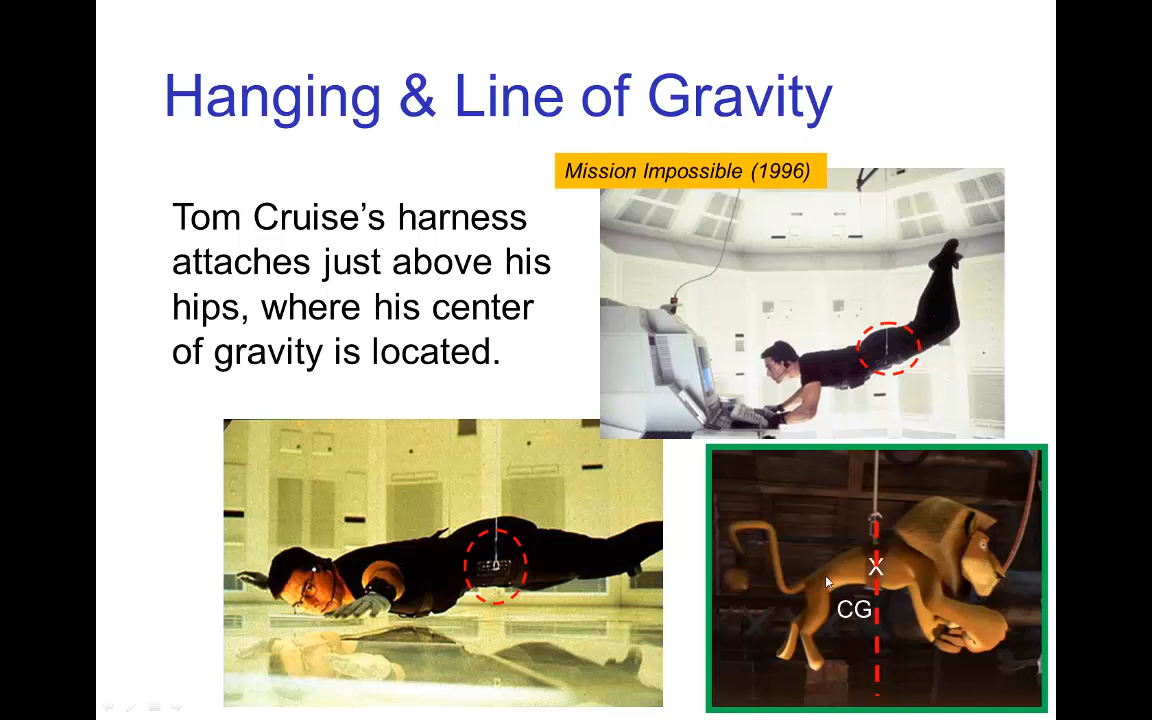 Hanging & Line of Gravity
Mission Impossible (1996)
Tom Cruise’s harness
attaches just above his
hips, where his center
of gravity is located.
X
CG